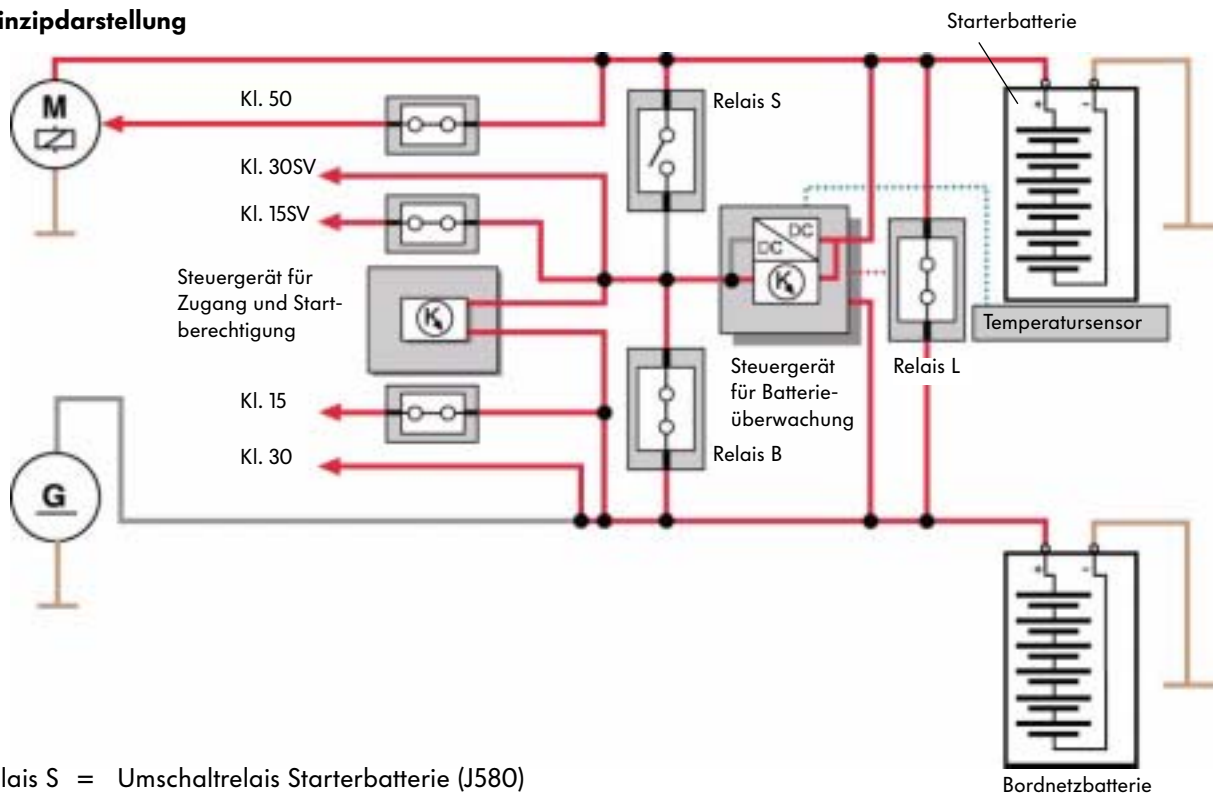 inzipdarstellung
Starterbatterie
M
Kl. 50
Relais S
Kl. 30SV
Kl. 15SV
DC
DC
K
Steuergerät für
Zugang und Start-
berechtigung
K
Temperatursensor
Steuergerät
für Batterie-
überwachung
Relais L
Kl. 15
Kl. 30
Relais B
G
+ -
+ -
lais S = Umschaltrelais Starterbatterie (J580)
Bordnetzbatterie